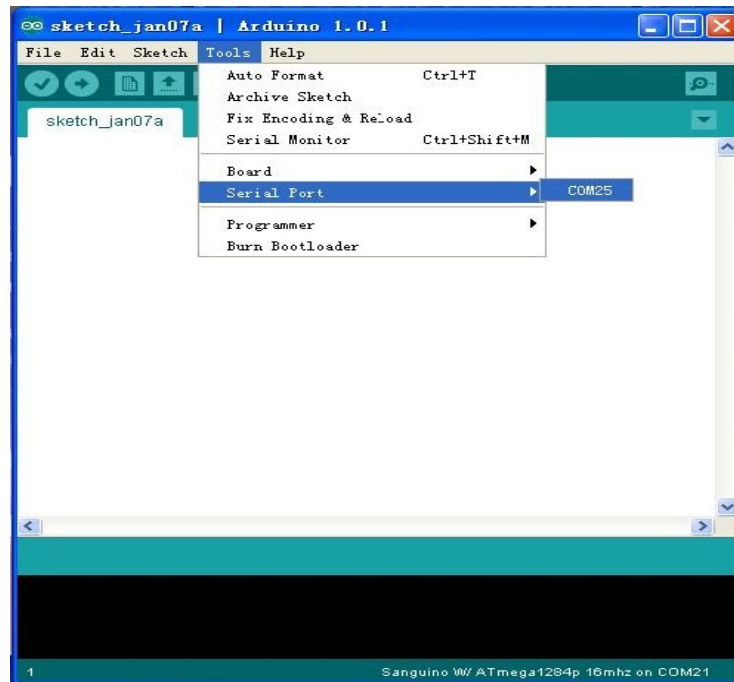 sketch_jan07a | Arduino 1.0.1
File Edit Sketch Tools Help
Auto Format Ctrl+T
Archive Sketch
sketch_jan07a
Fix Encoding & Reload
Serial Monitor Ctrl+Shift+M
Board
Serial Port
COM25
Programmer
Burn Bootloader
1
Sanguino W/ ATmega1284p 16mhz on COM21